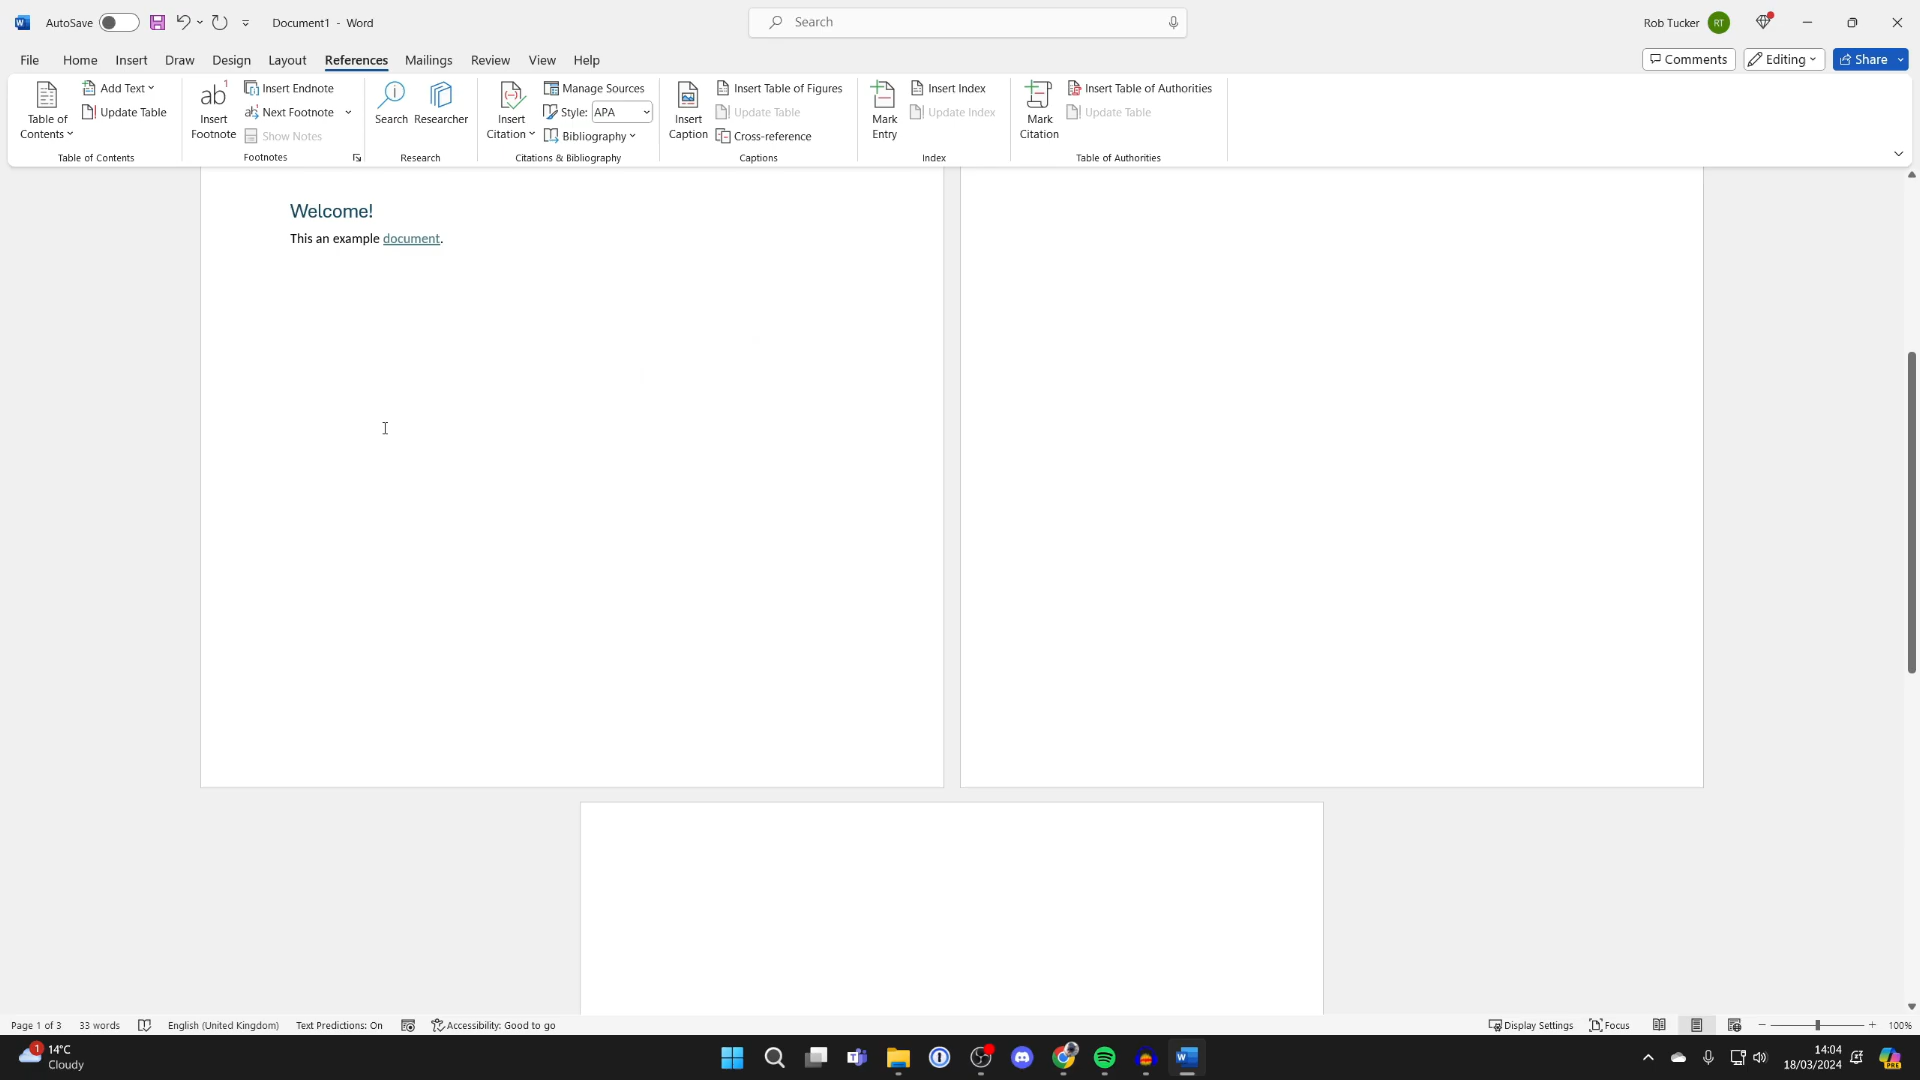 AutoSave Document1 - Word Search Rob Tucker RT
File Home Insert Draw Design Layout References Mailings Review View Help Comments Editing Share
Table of Contents
Add Text
Update Table
Table of Contents
ab1
Insert Footnote
Insert Endnote
Next Footnote
Show Notes
Footnotes
Search
Researcher
Research
Insert Citation
Manage Sources
Style: APA
Bibliography
Citations & Bibliography
Insert Caption
Insert Table of Figures
Update Table
Cross-reference
Captions
Mark Entry
Insert Index
Update Index
Index
Mark Citation
Insert Table of Authorities
Update Table
Table of Authorities
Welcome!
This an example document.
Page 1 of 3 33 words English (United Kingdom) Text Predictions: On Accessibility: Good to go Display Settings Focus 100%
1
14°C
Cloudy
14:04
18/03/2024
PRE